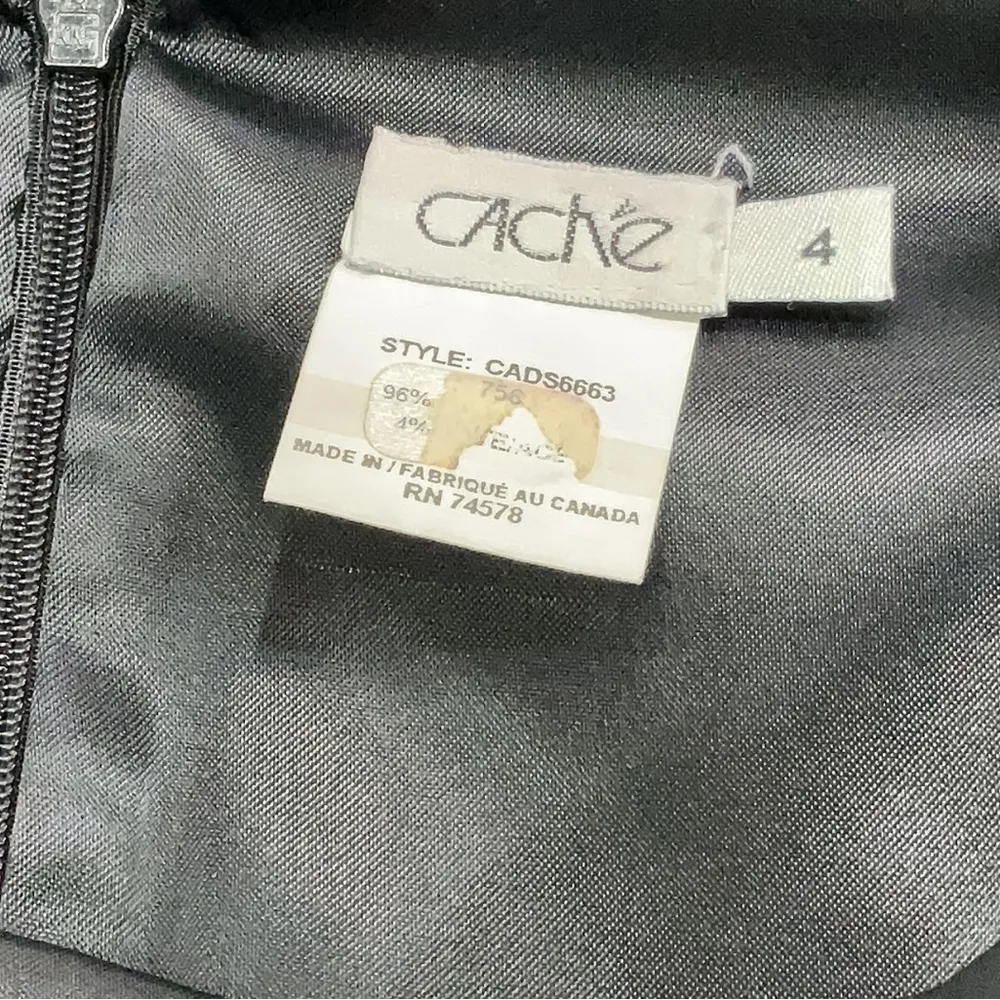 caché
4
STYLE: CADS6663
96%
4%
MADE IN / FABRIQUÉ AU CANADA
RN 74578